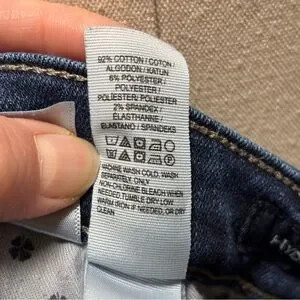 92% COTTON / COTON /
ALGODON / KATUN
6% POLYESTER /
POLYESTER /
POLIESTER/ POLYESTER
2% SPANDEX /
ELASTHANNE /
ELASTANO / SPANDEKS
MACHINE WASH COLD, WASH
SEPARATELY, ONLY
NON-CHLORINE BLEACH WHEN
NEEDED,TUMBLE DRY LOW
WARM IRON IF NEEDED, OR DRY
CLEAN